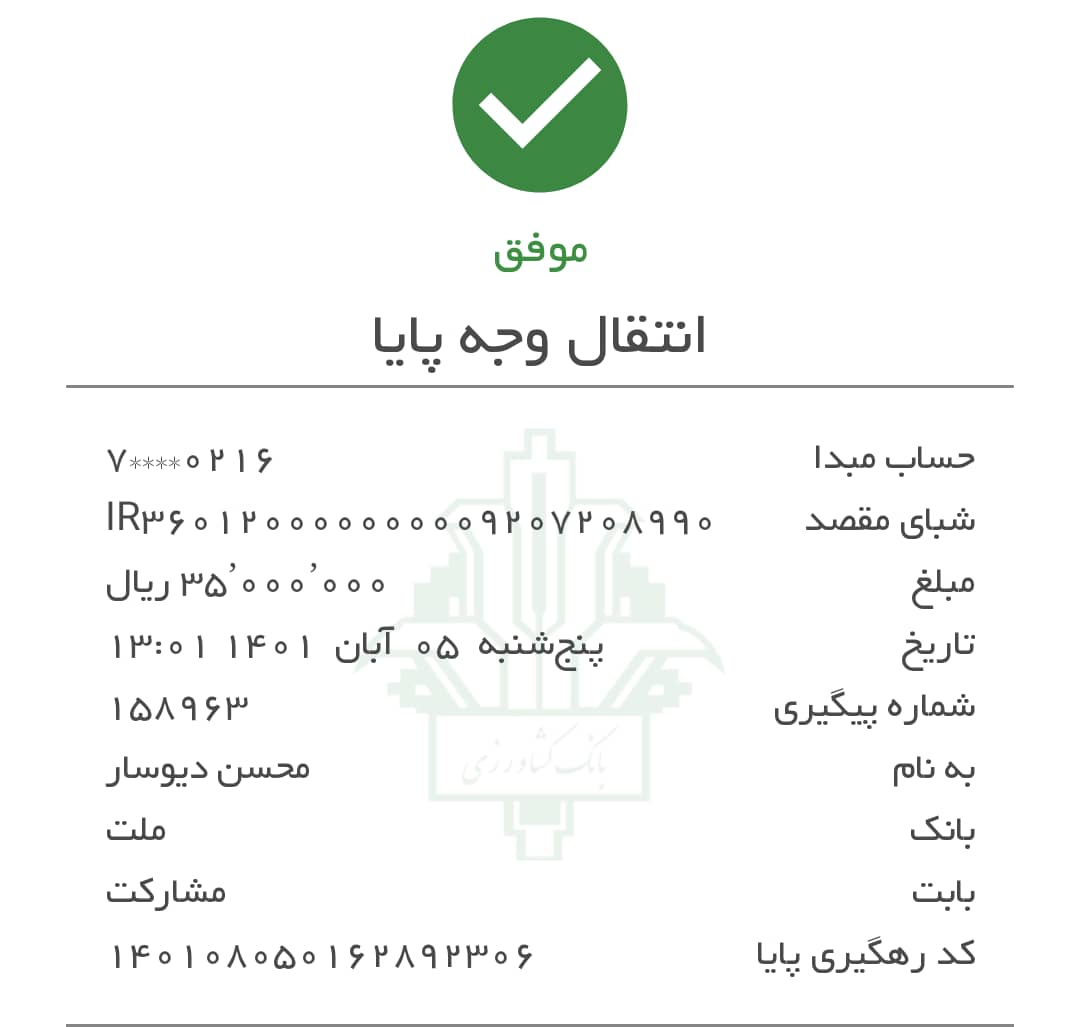 موفق
انتقال وجه پایا
حساب مبدا ۷****۰۲۱۶
شبای مقصد IR۳۶۰۱۲۰۰۰۰۰۰۰۰۰۹۲۰۷۲۰۸۹۹۰
مبلغ ۳۵٬۰۰۰٬۰۰۰ ریال
تاریخ پنج‌شنبه ۰۵ آبان ۱۴۰۱ ۱۳:۰۱
شماره پیگیری ۱۵۸۹۶۳
به نام محسن دیوسار
بانک ملت
بابت مشارکت
کد رهگیری پایا ۱۴۰۱۰۸۰۵۰۱۶۲۸۹۲۳۰۶
بانک کشاورزی